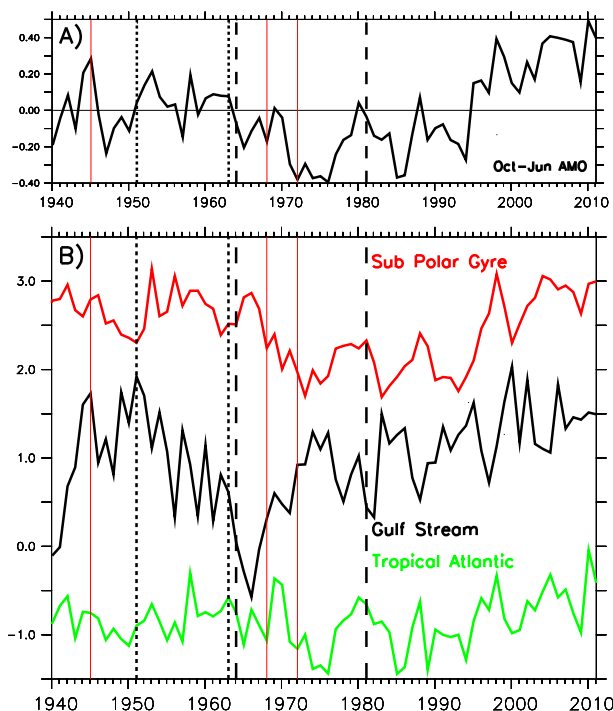 A)
0.40
0.20
0.00
-0.20
-0.40
Oct-Jun AMO
1940 1950 1960 1970 1980 1990 2000 2010
B)
Sub Polar Gyre
3.0
2.0
1.0
0.0
-1.0
Gulf Stream
Tropical Atlantic
1940 1950 1960 1970 1980 1990 2000 2010